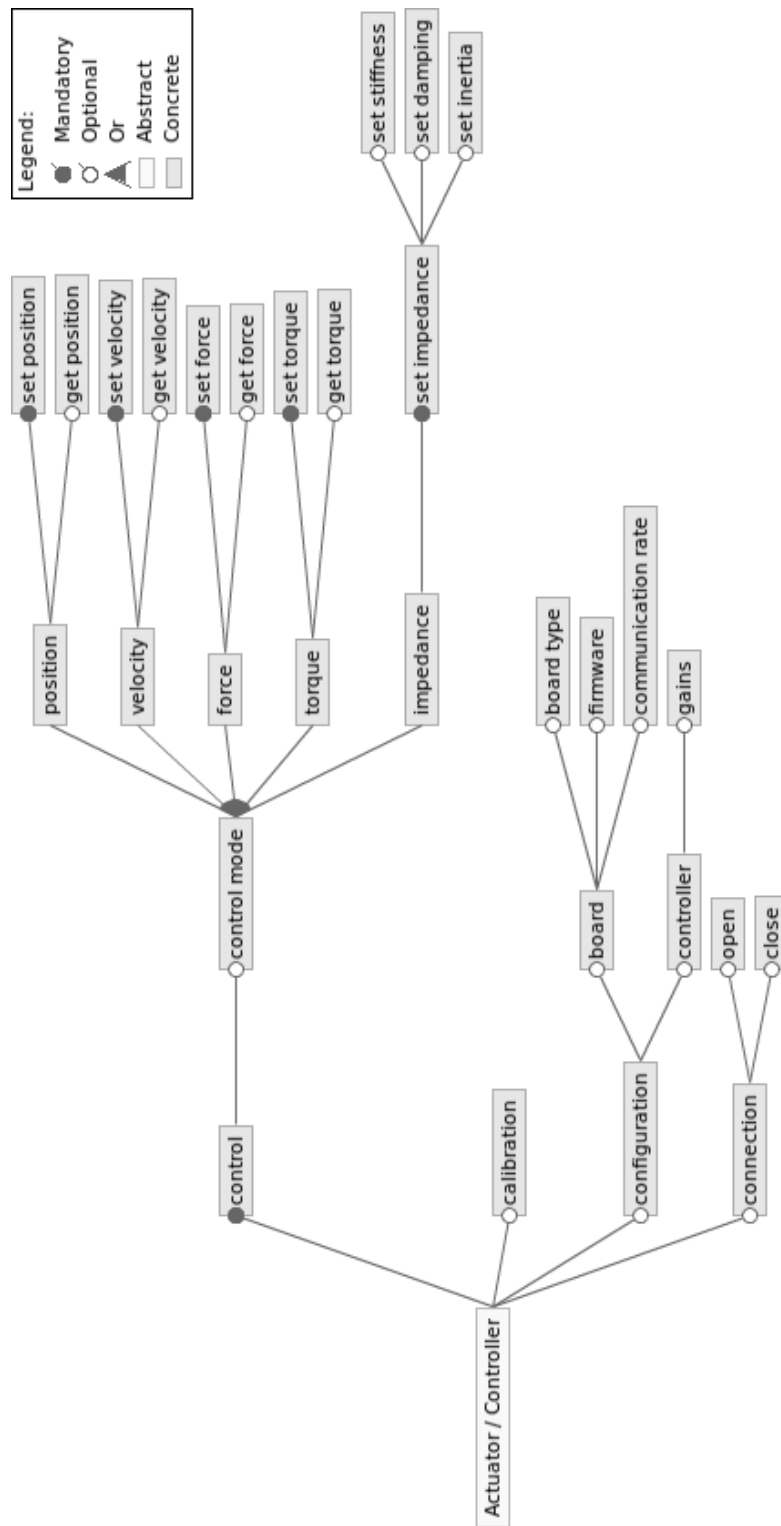 Legend:
Mandatory
Optional
Or
Abstract
Concrete
Actuator / Controller
control
control mode
position
set position
get position
velocity
set velocity
get velocity
force
set force
get force
torque
set torque
get torque
impedance
set impedance
set stiffness
set damping
set inertia
calibration
configuration
board
board type
firmware
communication rate
controller
gains
connection
open
close